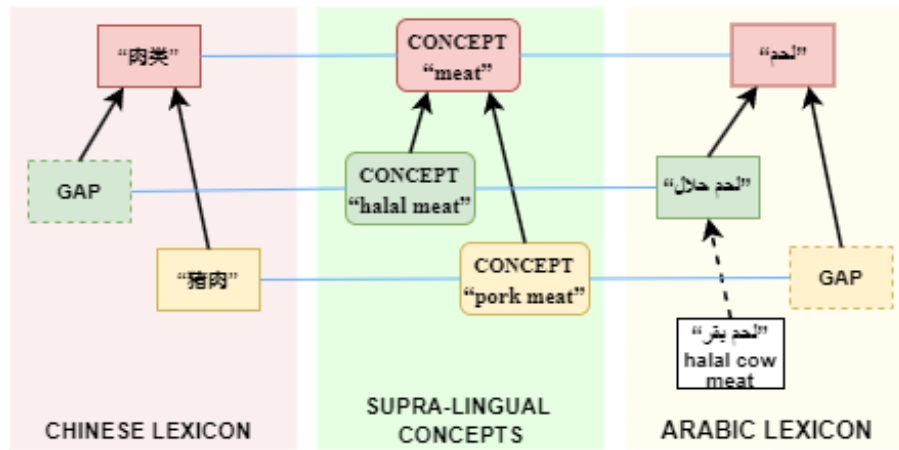 “肉类”
CONCEPT
“meat”
“لحم”
GAP
CONCEPT
“halal meat”
“لحم حلال”
“猪肉”
CONCEPT
“pork meat”
GAP
“لحم بقر”
halal cow
meat
CHINESE LEXICON
SUPRA-LINGUAL
CONCEPTS
ARABIC LEXICON